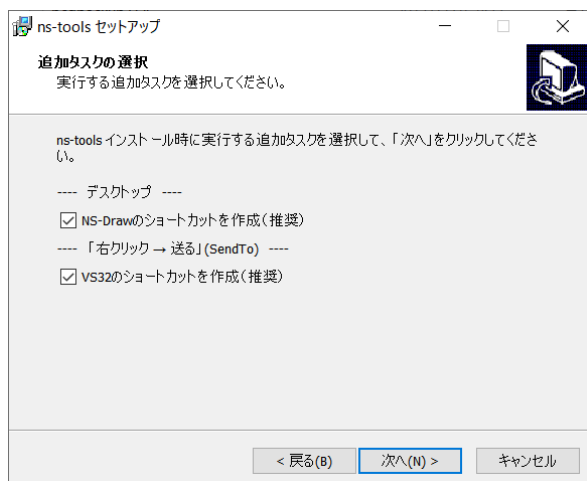 ns-tools セットアップ
追加タスクの選択
実行する追加タスクを選択してください。
ns-tools インストール時に実行する追加タスクを選択して、「次へ」をクリックしてくださ
い。
---- デスクトップ ----
NS-Drawのショートカットを作成(推奨)
---- 「右クリック → 送る」(SendTo) ----
VS32のショートカットを作成(推奨)
< 戻る(B)
次へ(N) >
キャンセル